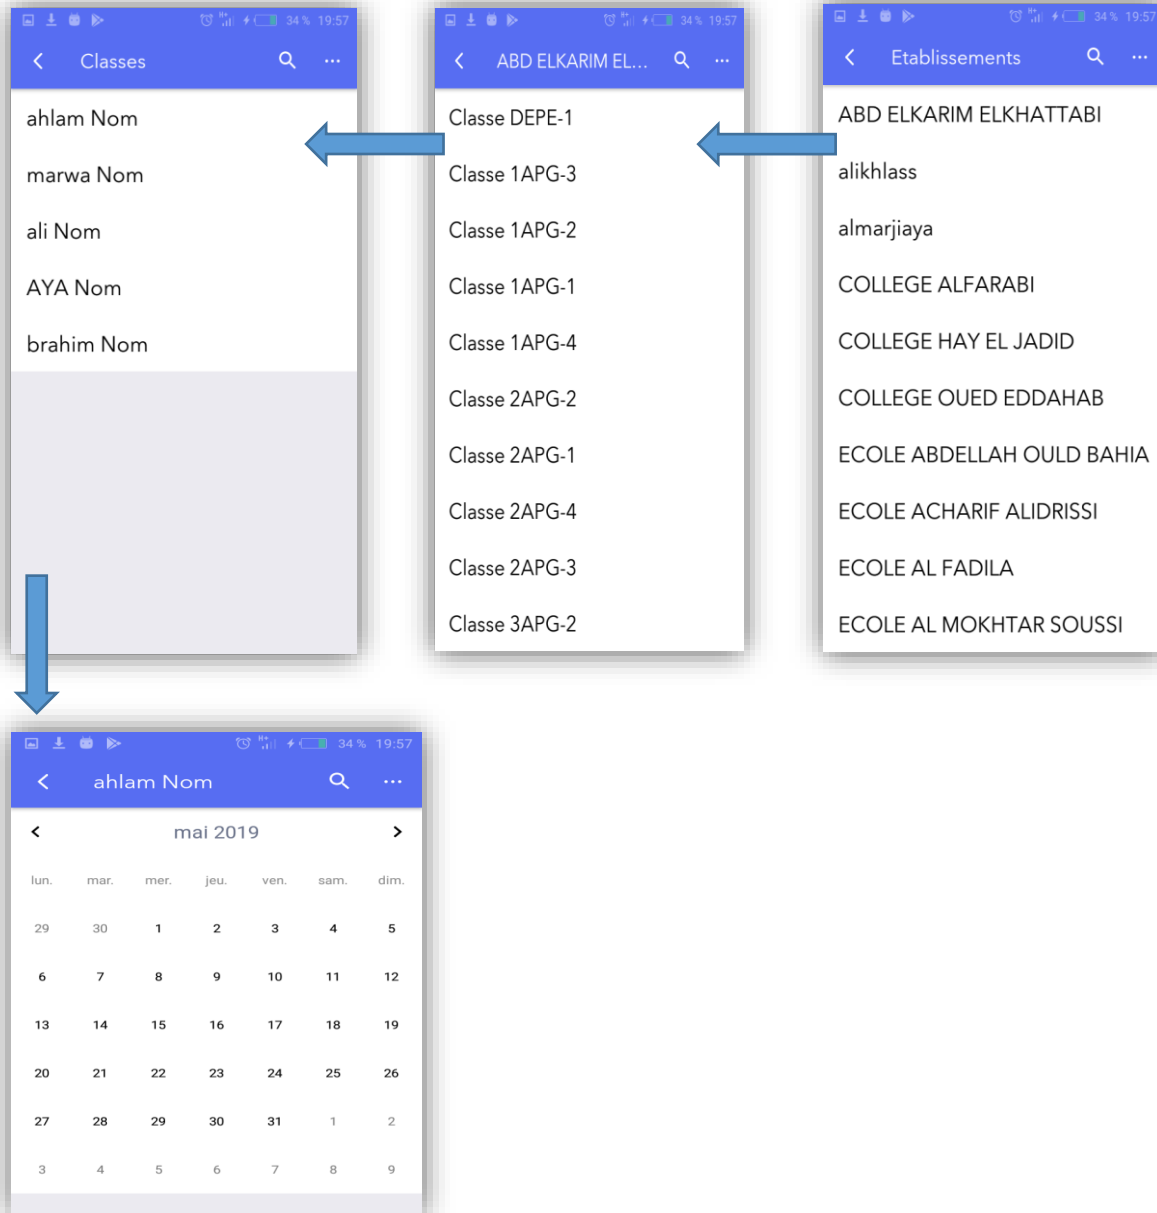 34 % 19:57
Classes
ahlam Nom
marwa Nom
ali Nom
AYA Nom
brahim Nom
34 % 19:57
ABD ELKARIM EL...
Classe DEPE-1
Classe 1APG-3
Classe 1APG-2
Classe 1APG-1
Classe 1APG-4
Classe 2APG-2
Classe 2APG-1
Classe 2APG-4
Classe 2APG-3
Classe 3APG-2
34 % 19:57
Etablissements
ABD ELKARIM ELKHATTABI
alikhlass
almarjiaya
COLLEGE ALFARABI
COLLEGE HAY EL JADID
COLLEGE OUED EDDAHAB
ECOLE ABDELLAH OULD BAHIA
ECOLE ACHARIF ALIDRISSI
ECOLE AL FADILA
ECOLE AL MOKHTAR SOUSSI
34 % 19:57
ahlam Nom
mai 2019
lun. mar. mer. jeu. ven. sam. dim.
29 30 1 2 3 4 5
6 7 8 9 10 11 12
13 14 15 16 17 18 19
20 21 22 23 24 25 26
27 28 29 30 31 1 2
3 4 5 6 7 8 9